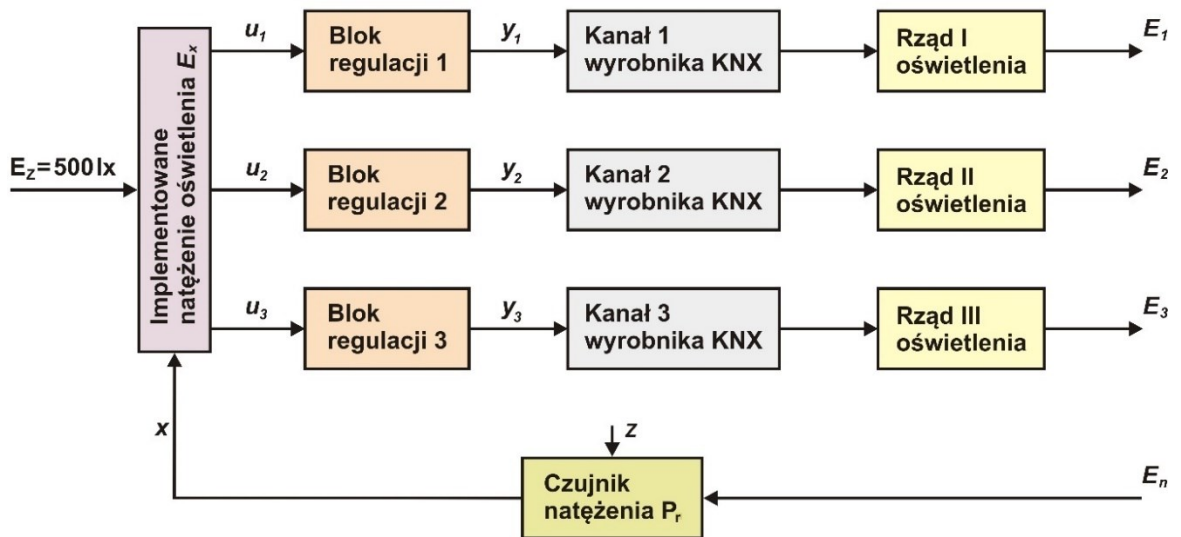 u₁
Blok
regulacji 1
y₁
Kanał 1
wyrobnika KNX
Rząd I
oświetlenia
E₁
E_Z=500 lx
Implementowane
natężenie oświetlenia Eₓ
u₂
Blok
regulacji 2
y₂
Kanał 2
wyrobnika KNX
Rząd II
oświetlenia
E₂
u₃
Blok
regulacji 3
y₃
Kanał 3
wyrobnika KNX
Rząd III
oświetlenia
E₃
x
z
Czujnik
natężenia Pᵣ
Eₙ